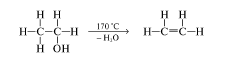 H H H H
H-C-C-H 170 ℃ H-C=C-H
-H₂O
H OH